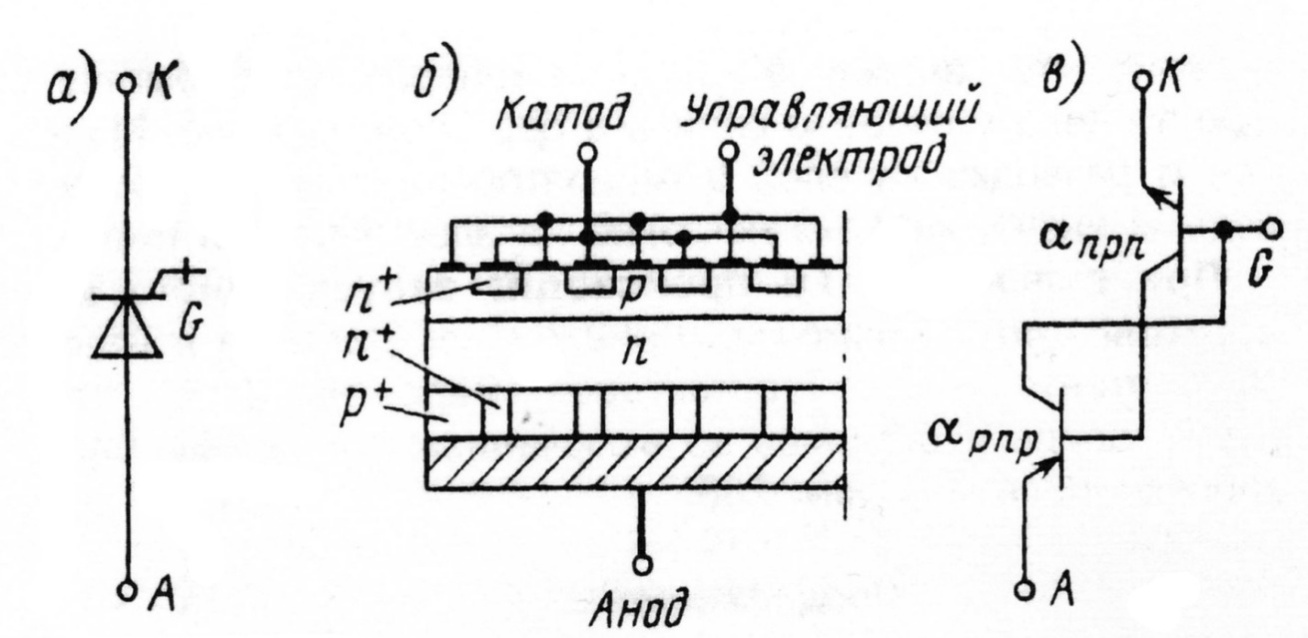 а)
К
G
А
б)
Катод
Управляющий
электрод
n+
n+
p+
p
n
Анод
в)
К
αnpn
G
αpnp
А